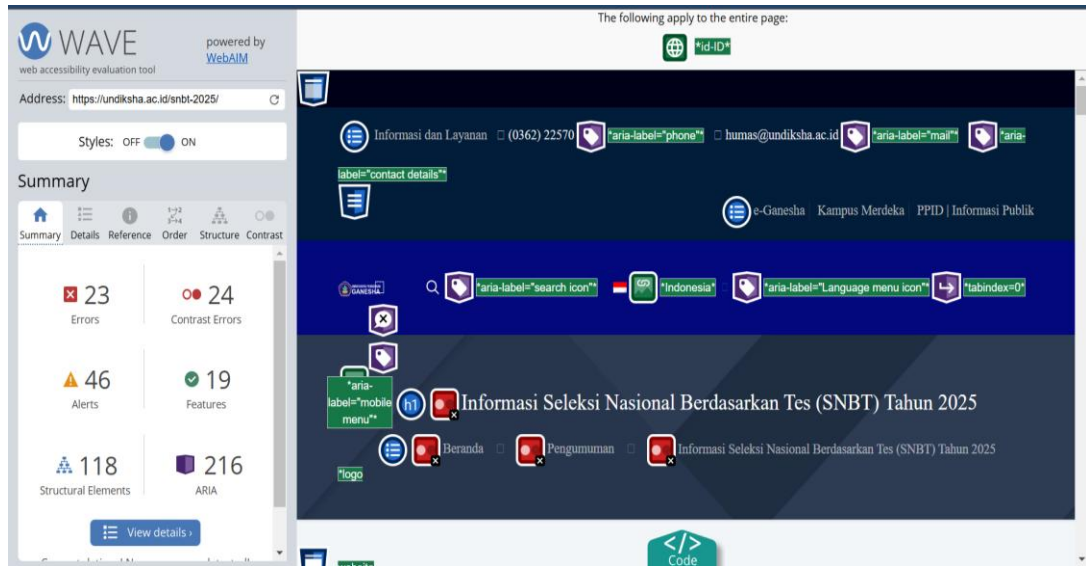 WAVE
web accessibility evaluation tool
powered by
WebAIM
Address: https://undiksha.ac.id/snbt-2025/
Styles: OFF ON
Summary
Summary Details Reference Order Structure Contrast
23 Errors
24 Contrast Errors
46 Alerts
19 Features
118 Structural Elements
216 ARIA
View details ›
The following apply to the entire page:
*id-ID*
Informasi dan Layanan (0362) 22570 *aria-label="phone"* humas@undiksha.ac.id *aria-label="mail"* *aria-
label="contact details"*
e-Ganesha Kampus Merdeka PPID | Informasi Publik
GANESHA *aria-label="search icon"* *Indonesia* *aria-label="Language menu icon"* *tabindex=0*
*aria-
label="mobile
menu"*
h1 Informasi Seleksi Nasional Berdasarkan Tes (SNBT) Tahun 2025
Beranda Pengumuman Informasi Seleksi Nasional Berdasarkan Tes (SNBT) Tahun 2025
*logo
</>
Code